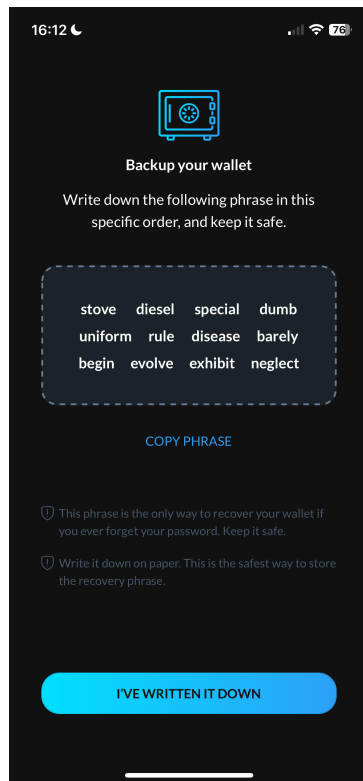 16:12
76
Backup your wallet
Write down the following phrase in this
specific order, and keep it safe.
stove diesel special dumb
uniform rule disease barely
begin evolve exhibit neglect
COPY PHRASE
This phrase is the only way to recover your wallet if
you ever forget your password. Keep it safe.
Write it down on paper. This is the safest way to store
the recovery phrase.
I'VE WRITTEN IT DOWN